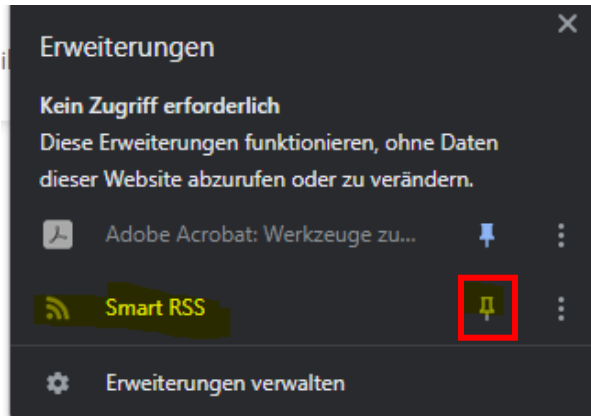 Erweiterungen
Kein Zugriff erforderlich
Diese Erweiterungen funktionieren, ohne Daten
dieser Website abzurufen oder zu verändern.
Adobe Acrobat: Werkzeuge zu...
Smart RSS
Erweiterungen verwalten